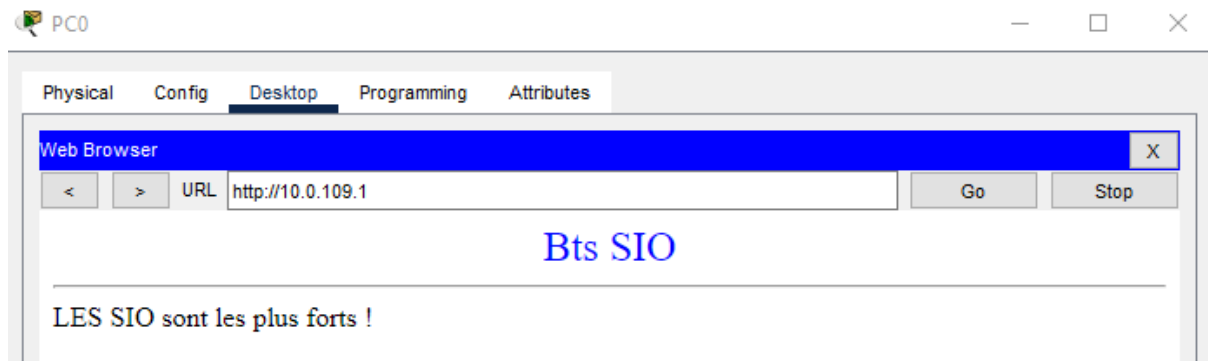 PC0
Physical Config Desktop Programming Attributes
Web Browser X
< > URL http://10.0.109.1 Go Stop
Bts SIO
LES SIO sont les plus forts !